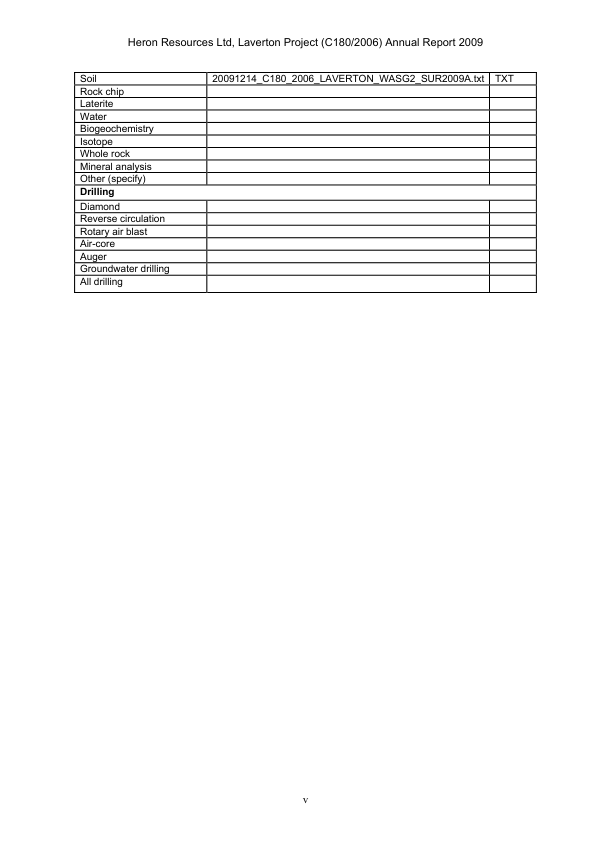 Heron Resources Ltd, Laverton Project (C180/2006) Annual Report 2009
Soil 20091214_C180_2006_LAVERTON_WASG2_SUR2009A.txt TXT
Rock chip
Laterite
Water
Biogeochemistry
Isotope
Whole rock
Mineral analysis
Other (specify)
Drilling
Diamond
Reverse circulation
Rotary air blast
Air-core
Auger
Groundwater drilling
All drilling
v